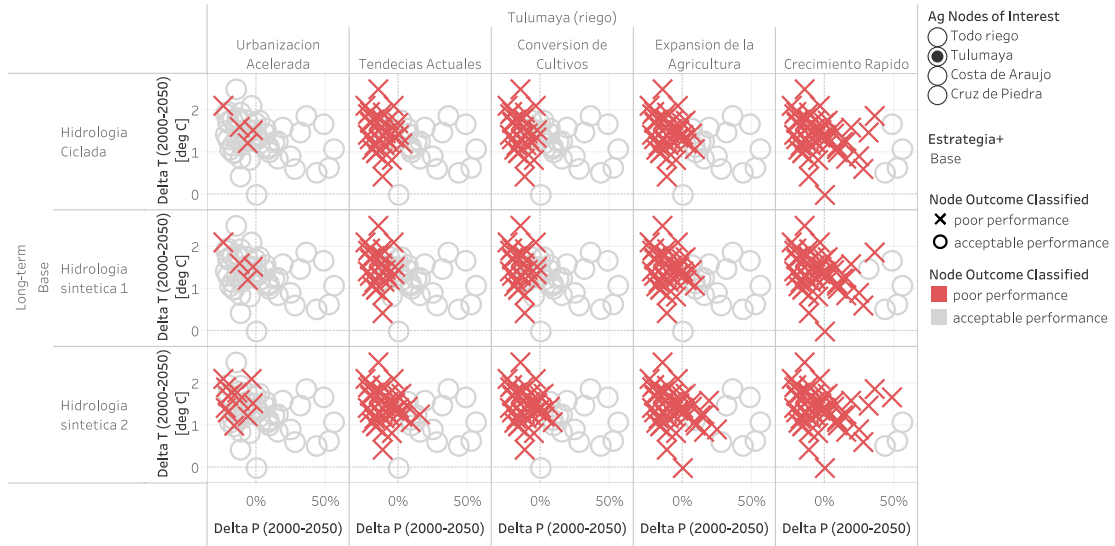 Tulumaya (riego)
Urbanizacion
Acelerada
Tendecias Actuales
Conversion de
Cultivos
Expansion de la
Agricultura
Crecimiento Rapido
Long-term
Base
Hidrologia
Ciclada
Delta T (2000-2050)
[deg C]
2
1
0
Hidrologia
sintetica 1
Delta T (2000-2050)
[deg C]
2
1
0
Hidrologia
sintetica 2
Delta T (2000-2050)
[deg C]
2
1
0
0% 50% 0% 50% 0% 50% 0% 50% 0% 50%
Delta P (2000-2050) Delta P (2000-2050) Delta P (2000-2050) Delta P (2000-2050) Delta P (2000-2050)
Ag Nodes of Interest
Todo riego
Tulumaya
Costa de Araujo
Cruz de Piedra
Estrategia+
Base
Node Outcome Classified
poor performance
acceptable performance
Node Outcome Classified
poor performance
acceptable performance